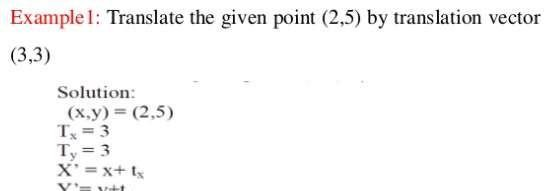 Example1: Translate the given point (2,5) by translation vector
(3,3)
Solution:
(x,y) = (2,5)
Tₓ = 3
Tᵧ = 3
X' = x+ tₓ
Y'= y+t